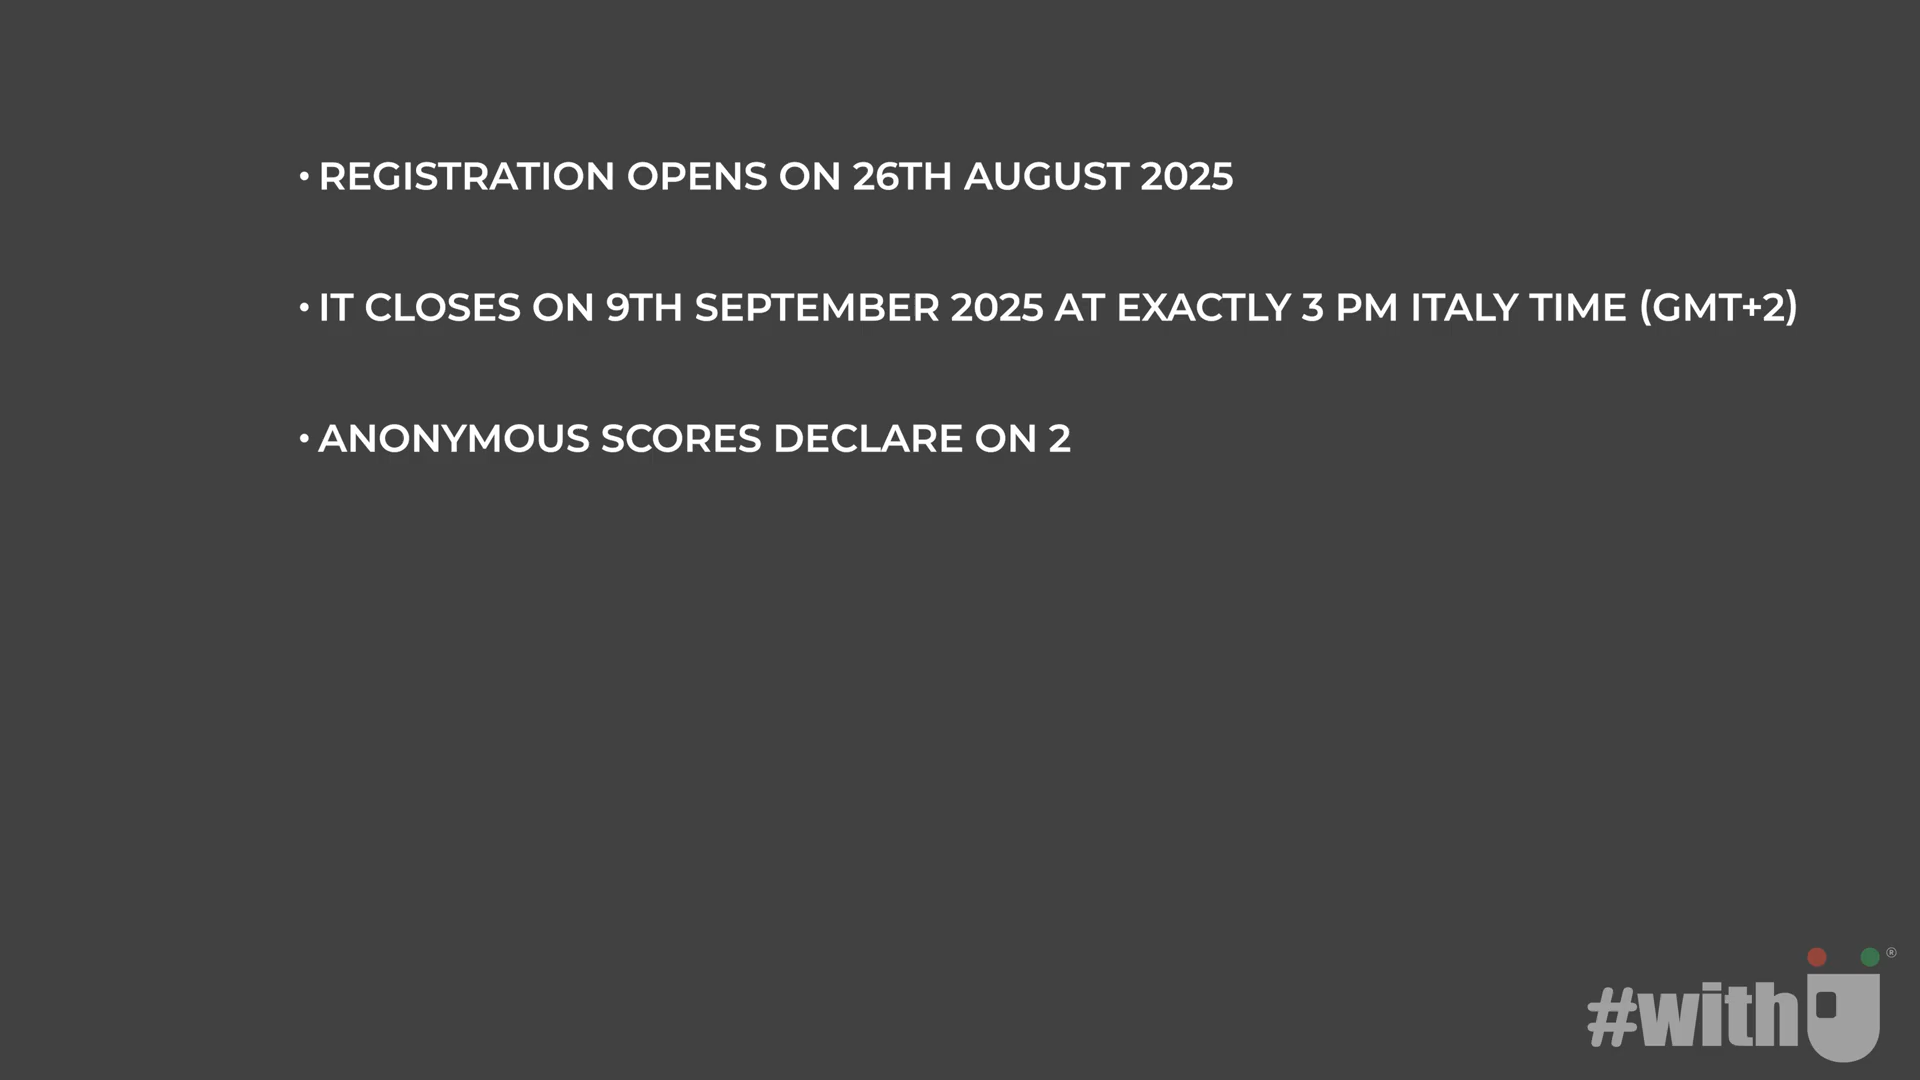 • REGISTRATION OPENS ON 26TH AUGUST 2025
• IT CLOSES ON 9TH SEPTEMBER 2025 AT EXACTLY 3 PM ITALY TIME (GMT+2)
• ANONYMOUS SCORES DECLARE ON 2
#withU®